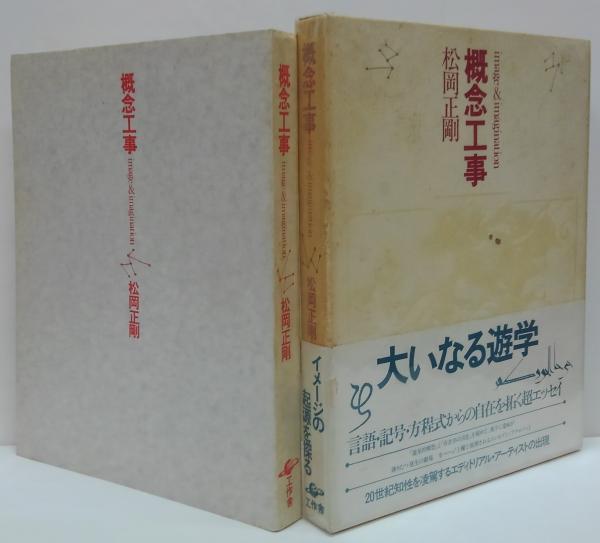 概念工事
image & imagination
松岡正剛
概念工事
image & imagination
松岡正剛
工作舎
概念工事
image & imagination
松岡正剛
イメージの
起源を探る
工作舎
概念工事
image & imagination
松岡正剛
大いなる遊学
言語・記号・方程式からの自在を拓く超エッセイ
20世紀知性を凌駕するエディトリアル・アーティストの出現